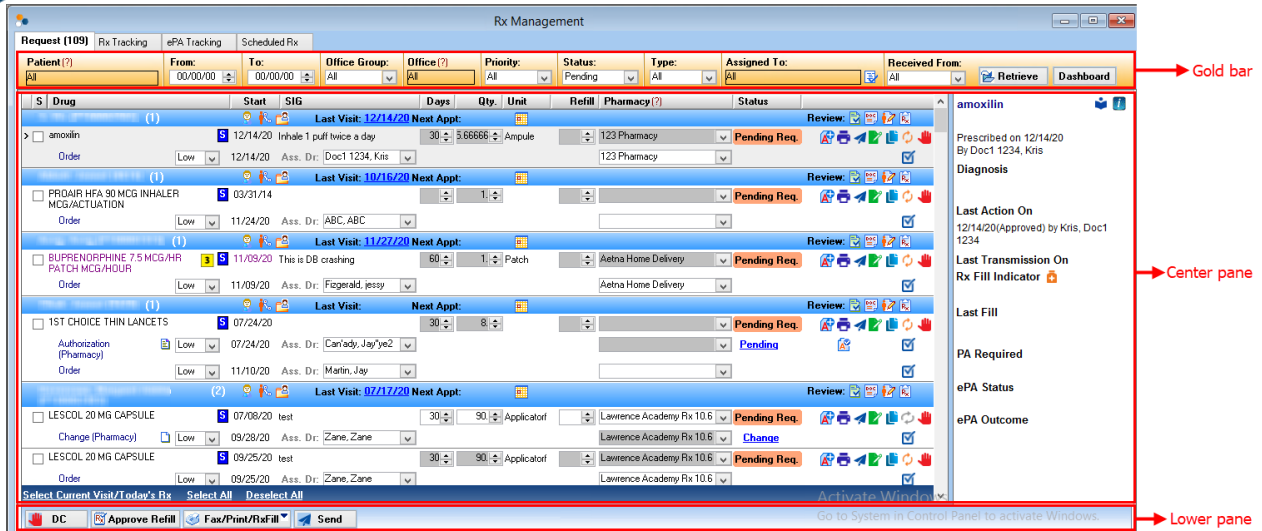 Rx Management
Request (109) Rx Tracking ePA Tracking Scheduled Rx
Patient(?) From: To: Office Group: Office(?) Priority: Status: Type: Assigned To: Received From:
All 00/00/00 00/00/00 All All All Pending All All All Retrieve Dashboard
Gold bar
S Drug Start SIG Days Qty. Unit Refill Pharmacy(?) Status
(1) Last Visit: 12/14/20 Next Appt: Review:
amoxilin S 12/14/20 Inhale 1 puff twice a day 30 5.66666 Ampule 123 Pharmacy Pending Req.
Order Low 12/14/20 Ass. Dr: Doc1 1234, Kris 123 Pharmacy
(1) Last Visit: 10/16/20 Next Appt: Review:
PROAIR HFA 90 MCG INHALER S 03/31/14 1. Pending Req.
MCG/ACTUATION
Order Low 11/24/20 Ass. Dr: ABC, ABC
(1) Last Visit: 11/27/20 Next Appt: Review:
BUPRENORPHINE 7.5 MCG/HR 3 S 11/09/20 This is DB crashing 60 1. Patch Aetna Home Delivery Pending Req.
PATCH MCG/HOUR
Order Low 11/09/20 Ass. Dr: Fizgerald, jessy Aetna Home Delivery
(1) Last Visit: Next Appt: Review:
1ST CHOICE THIN LANCETS S 07/24/20 30 8. Pending Req.
Authorization Low 07/24/20 Ass. Dr: Can'ady, Jay"ye2 Pending
(Pharmacy)
Order Low 11/10/20 Ass. Dr: Martin, Jay
(2) Last Visit: 07/17/20 Next Appt: Review:
LESCOL 20 MG CAPSULE S 07/08/20 test 30 90. Applicatorf Lawrence Academy Rx 10.6 Pending Req.
Change (Pharmacy) Low 09/28/20 Ass. Dr: Zane, Zane Lawrence Academy Rx 10.6 Change
LESCOL 20 MG CAPSULE S 09/25/20 test 30 90. Applicatorf Lawrence Academy Rx 10.6 Pending Req.
Order Low 09/25/20 Ass. Dr: Zane, Zane Lawrence Academy Rx 10.6
Select Current Visit/Today's Rx Select All Deselect All
amoxilin
Prescribed on 12/14/20
By Doc1 1234, Kris
Diagnosis
Last Action On
12/14/20(Approved) by Kris, Doc1
1234
Last Transmission On
Rx Fill Indicator
Last Fill
PA Required
ePA Status
ePA Outcome
Center pane
Activate Windows
Go to System in Control Panel to activate Windows.
DC Approve Refill Fax/Print/RxFill Send
Lower pane